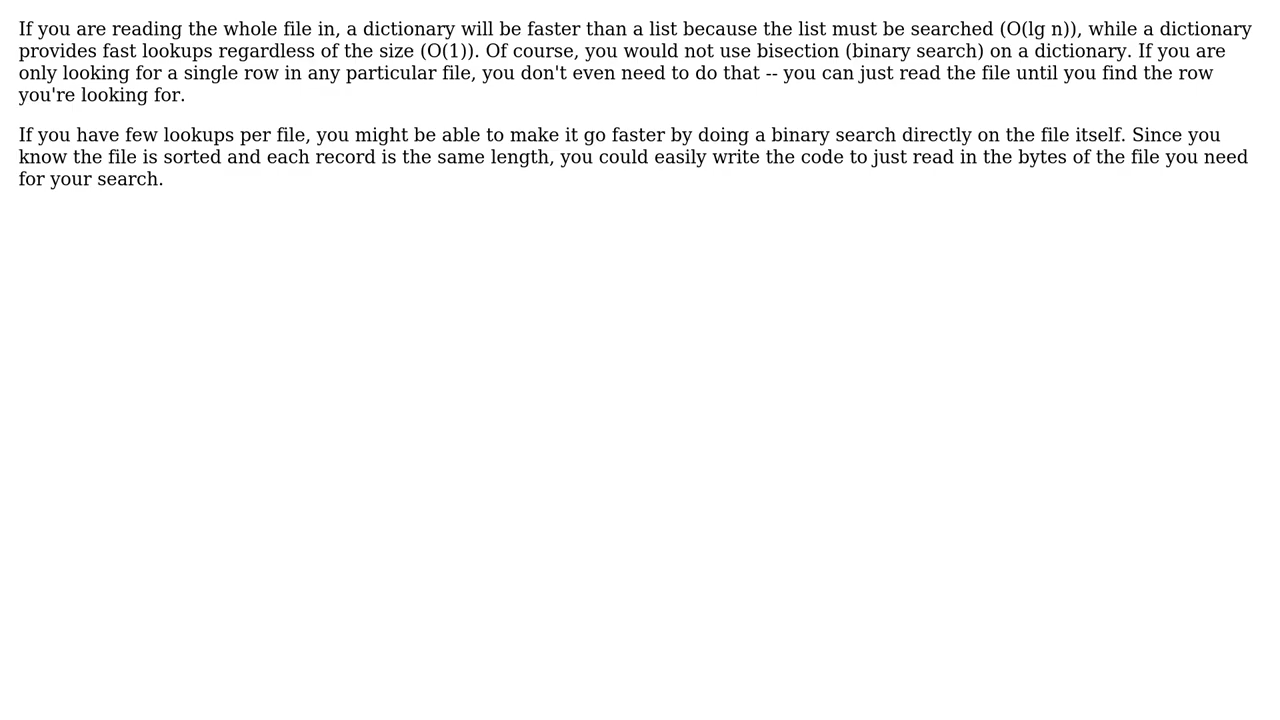 If you are reading the whole file in, a dictionary will be faster than a list because the list must be searched (O(lg n)), while a dictionary
provides fast lookups regardless of the size (O(1)). Of course, you would not use bisection (binary search) on a dictionary. If you are
only looking for a single row in any particular file, you don't even need to do that -- you can just read the file until you find the row
you're looking for.
If you have few lookups per file, you might be able to make it go faster by doing a binary search directly on the file itself. Since you
know the file is sorted and each record is the same length, you could easily write the code to just read in the bytes of the file you need
for your search.